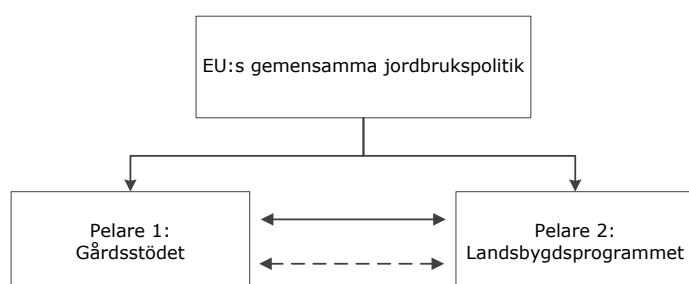 EU:s gemensamma jordbrukspolitik
Pelare 1:
Gårdsstödet
Pelare 2:
Landsbygdsprogrammet